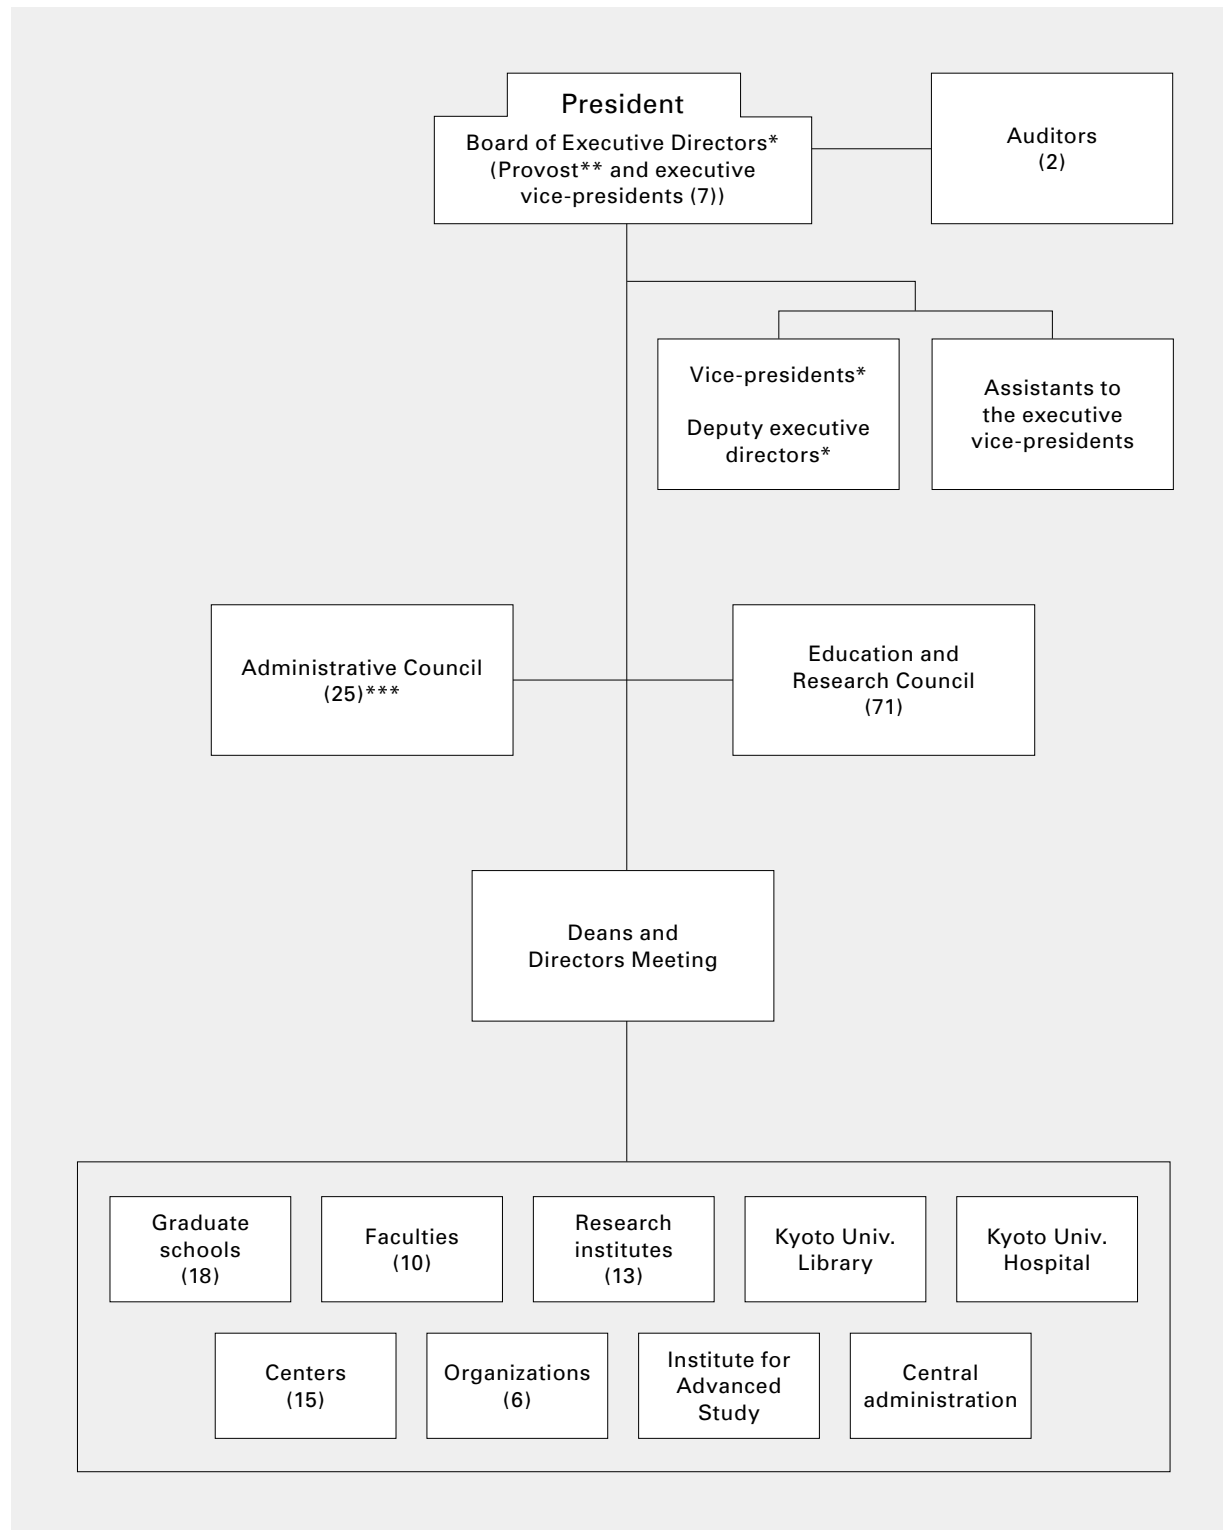 President
Board of Executive Directors*
(Provost** and executive
vice-presidents (7))
Auditors
(2)
Vice-presidents*
Deputy executive
directors*
Assistants to
the executive
vice-presidents
Administrative Council
(25)***
Education and
Research Council
(71)
Deans and
Directors Meeting
Graduate
schools
(18)
Faculties
(10)
Research
institutes
(13)
Kyoto Univ.
Library
Kyoto Univ.
Hospital
Centers
(15)
Organizations
(6)
Institute for
Advanced
Study
Central
administration